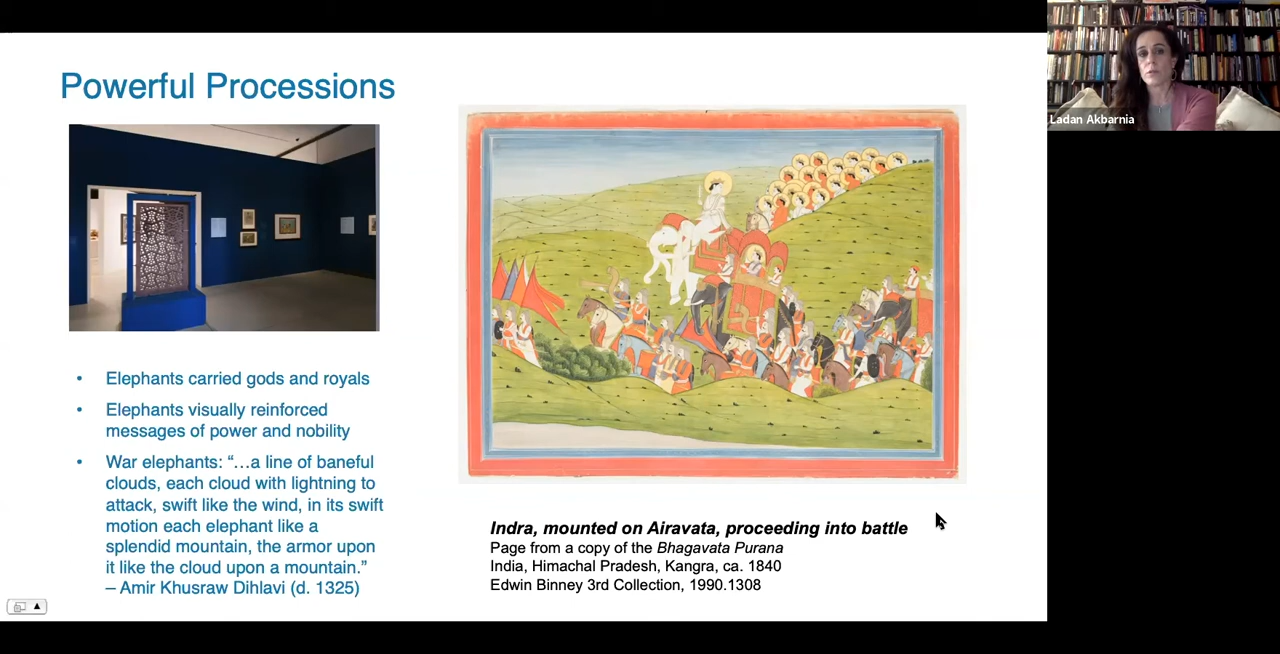 Powerful Processions
• Elephants carried gods and royals
• Elephants visually reinforced
messages of power and nobility
• War elephants: “…a line of baneful
clouds, each cloud with lightning to
attack, swift like the wind, in its swift
motion each elephant like a
splendid mountain, the armor upon
it like the cloud upon a mountain.”
– Amir Khusraw Dihlavi (d. 1325)
Indra, mounted on Airavata, proceeding into battle
Page from a copy of the Bhagavata Purana
India, Himachal Pradesh, Kangra, ca. 1840
Edwin Binney 3rd Collection, 1990.1308
Ladan Akbarnia